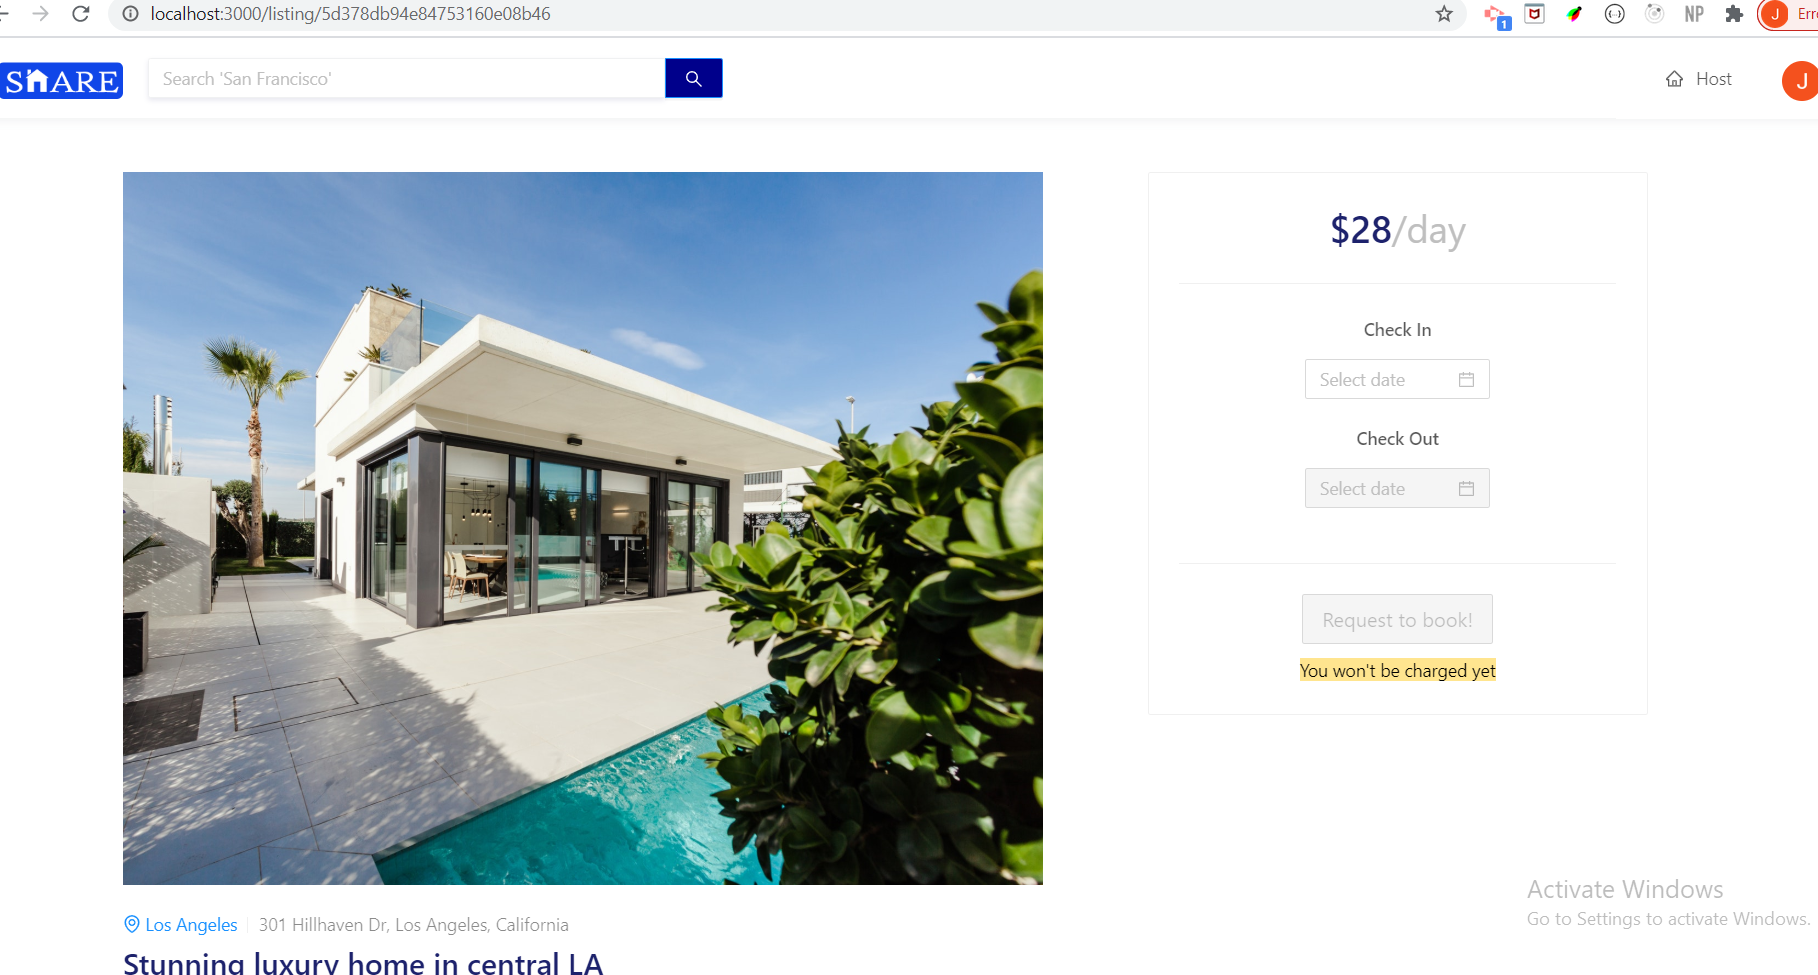 localhost:3000/listing/5d378db94e84753160e08b46
1
NP
J
Erro
SHARE
Search 'San Francisco'
Host
J
$28/day
Check In
Select date
Check Out
Select date
Request to book!
You won't be charged yet
Los Angeles
301 Hillhaven Dr, Los Angeles, California
Stunning luxury home in central LA
Activate Windows
Go to Settings to activate Windows.